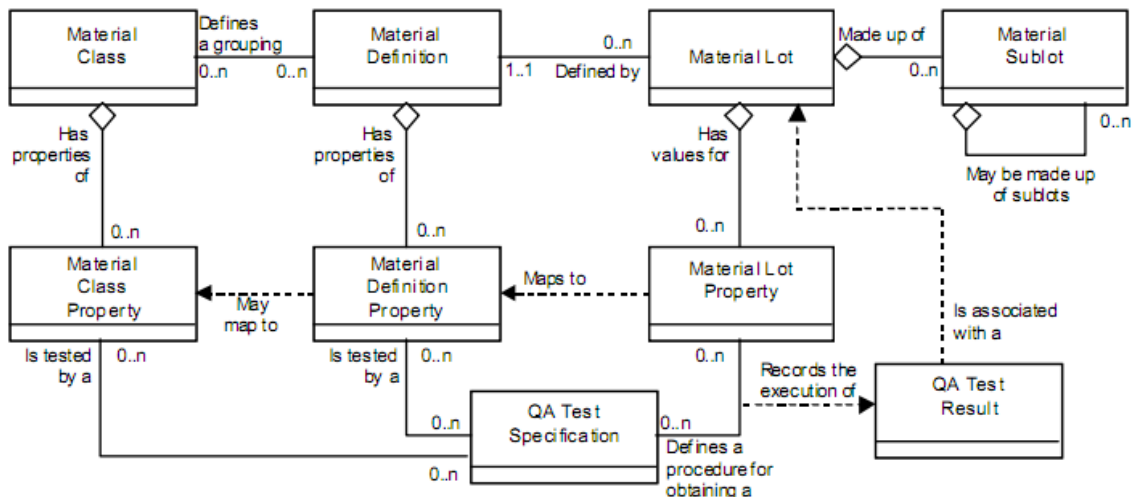 Material
Class
Defines
a grouping
0..n
0..n
Material
Definition
1..1
0..n
Defined by
Material Lot
Made up of
0..n
Material
Sublot
0..n
May be made up
of sublots
Has
properties
of
0..n
Has
properties
of
0..n
Has
values for
0..n
Material
Class
Property
May
map to
Material
Definition
Property
Maps to
Material Lot
Property
Is associated
with a
Is tested
by a
0..n
Is tested
by a
0..n
0..n
Records the
execution of
QA Test
Result
0..n
QA Test
Specification
0..n
0..n
Defines a
procedure for
obtaining a